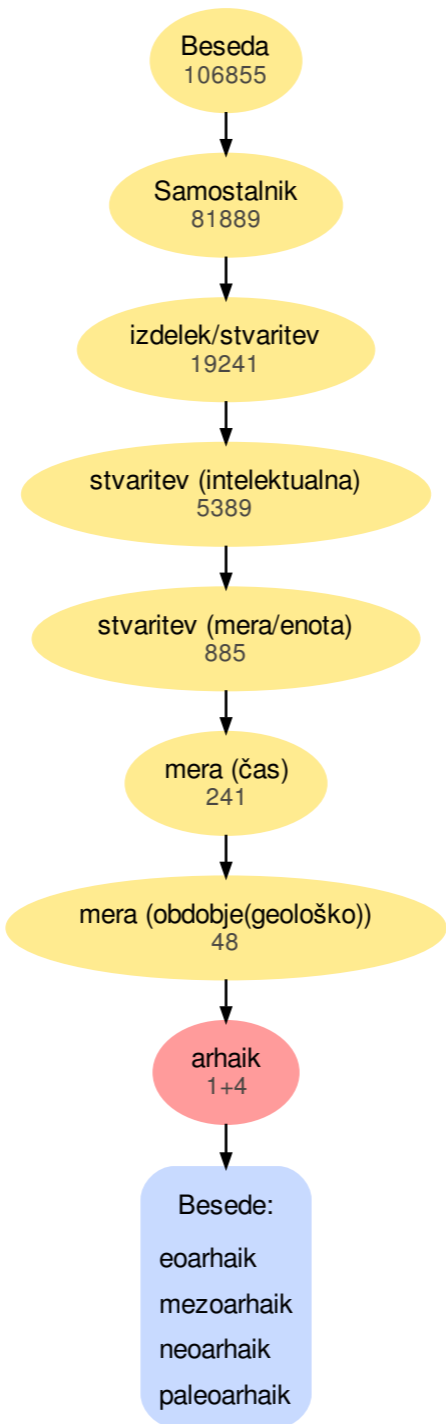 Beseda
106855
Samostalnik
81889
izdelek/stvaritev
19241
stvaritev (intelektualna)
5389
stvaritev (mera/enota)
885
mera (čas)
241
mera (obdobje(geološko))
48
arhaik
1+4
Besede:
eoarhaik
mezoarhaik
neoarhaik
paleoarhaik